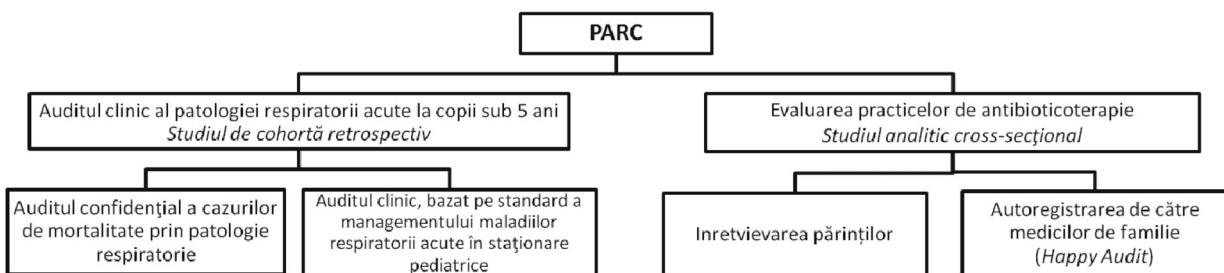 PARC
Auditul clinic al patologiei respiratorii acute la copii sub 5 ani
Studiul de cohortă retrospectiv
Evaluarea practicelor de antibioticoterapie
Studiul analitic cross-secțional
Auditul confidențial a cazurilor
de mortalitate prin patologie
respiratorie
Auditul clinic, bazat pe standard a
managementului maladiilor
respiratorii acute în staționare
pediatrice
Inretvievarea părinților
Autoregistrarea de către
medicilor de familie
(Happy Audit)